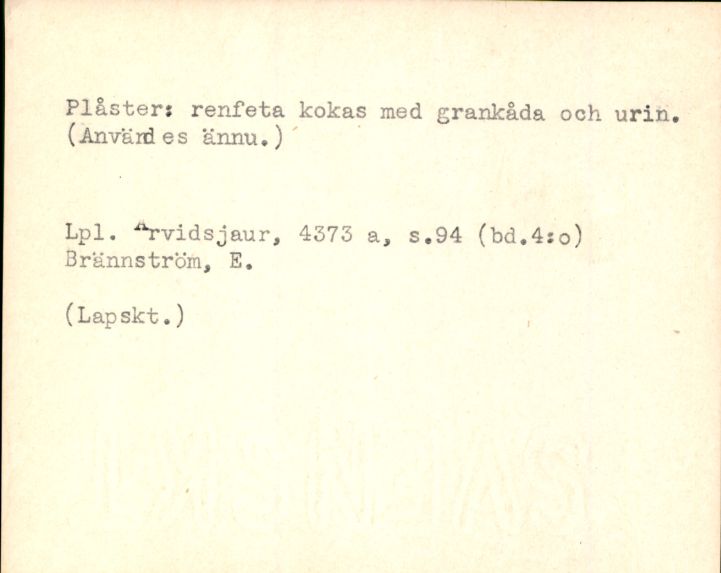 Plåster: renfeta kokas med grankåda och urin.
(Användes ännu.)
Lpl. Arvidsjaur, 4373 a, s.94 (bd.4:o)
Brännström, E.
(Lapskt.)